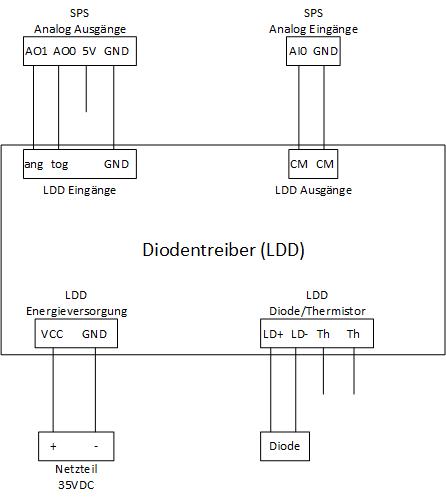 SPS
Analog Ausgänge
AO1 AO0 5V GND
SPS
Analog Eingänge
AI0 GND
ang tog GND
LDD Eingänge
CM CM
LDD Ausgänge
Diodentreiber (LDD)
LDD
Energieversorgung
VCC GND
LDD
Diode/Thermistor
LD+ LD- Th Th
+ -
Netzteil
35VDC
Diode